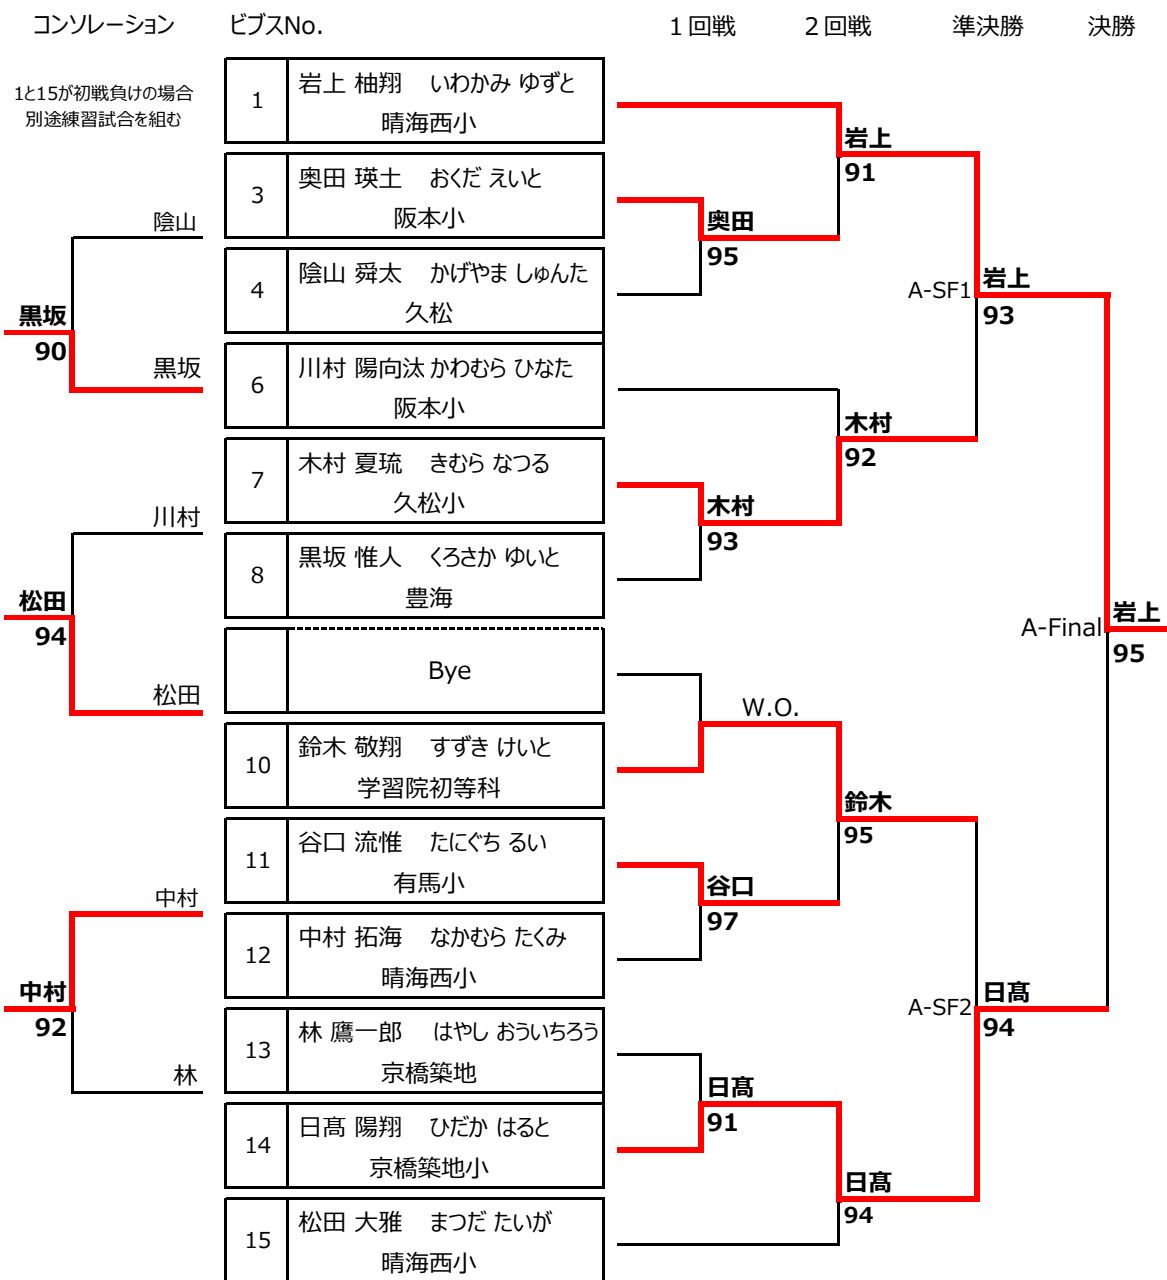 コンソレーション ビブスNo. １回戦 ２回戦 準決勝 決勝
1と15が初戦負けの場合
別途練習試合を組む
1 岩上 柚翔 いわかみ ゆずと
晴海西小
岩上
91
3 奥田 瑛土 おくだ えいと
阪本小
陰山
奥田
95
4 陰山 舜太 かげやま しゅんた
久松
A-SF1 岩上
93
黒坂
90
黒坂
6 川村 陽向汰 かわむら ひなた
阪本小
木村
92
7 木村 夏琉 きむら なつる
久松小
川村
木村
93
8 黒坂 惟人 くろさか ゆいと
豊海
松田
94
A-Final 岩上
95
Bye
松田
W.O.
10 鈴木 敬翔 すずき けいと
学習院初等科
鈴木
95
11 谷口 流惟 たにぐち るい
有馬小
中村
谷口
97
12 中村 拓海 なかむら たくみ
晴海西小
中村
92
A-SF2 日髙
94
13 林 鷹一郎 はやし おういちろう
京橋築地
林
日髙
91
14 日髙 陽翔 ひだか はると
京橋築地小
日髙
94
15 松田 大雅 まつだ たいが
晴海西小